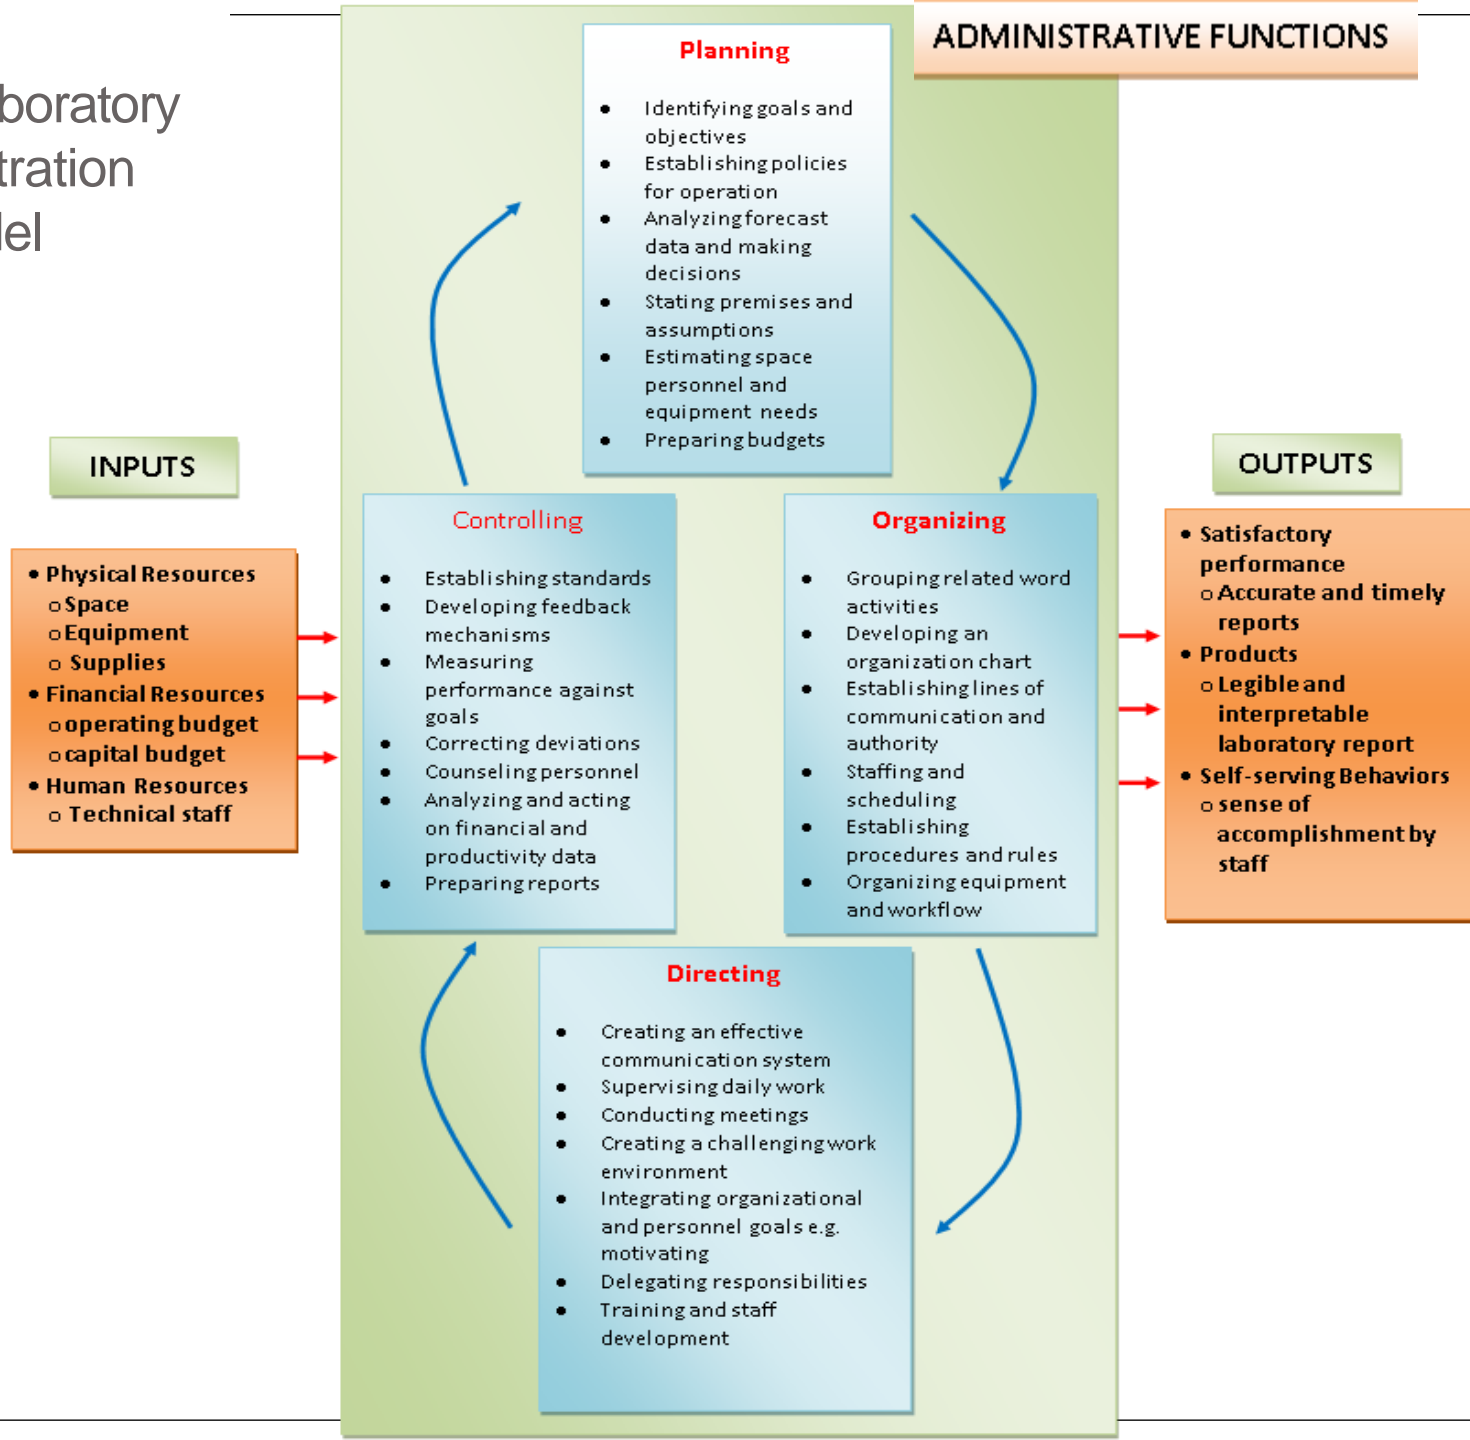 ADMINISTRATIVE FUNCTIONS
boratory
tration
del
Planning
• Identifying goals and
objectives
• Establishing policies
for operation
• Analyzing forecast
data and making
decisions
• Stating premises and
assumptions
• Estimating space
personnel and
equipment needs
• Preparing budgets
INPUTS
• Physical Resources
o Space
o Equipment
o Supplies
• Financial Resources
o operating budget
o capital budget
• Human Resources
o Technical staff
Controlling
• Establishing standards
• Developing feedback
mechanisms
• Measuring
performance against
goals
• Correcting deviations
• Counseling personnel
• Analyzing and acting
on financial and
productivity data
• Preparing reports
Organizing
• Grouping related word
activities
• Developing an
organization chart
• Establishing lines of
communication and
authority
• Staffing and
scheduling
• Establishing
procedures and rules
• Organizing equipment
and workflow
OUTPUTS
• Satisfactory
performance
o Accurate and timely
reports
• Products
o Legible and
interpretable
laboratory report
• Self-serving Behaviors
o sense of
accomplishment by
staff
Directing
• Creating an effective
communication system
• Supervising daily work
• Conducting meetings
• Creating a challenging work
environment
• Integrating organizational
and personnel goals e.g.
motivating
• Delegating responsibilities
• Training and staff
development